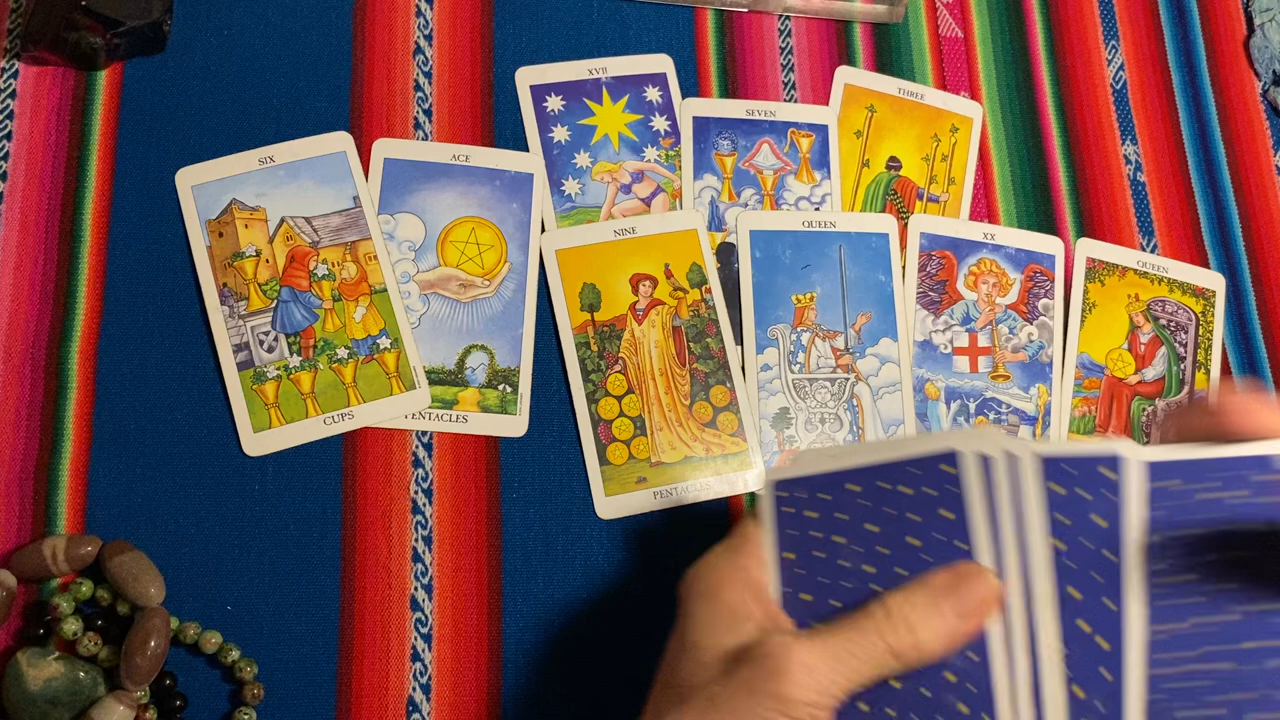 SIX
CUPS
ACE
PENTACLES
XVII
SEVEN
THREE
NINE
PENTACLES
QUEEN
XX
QUEEN